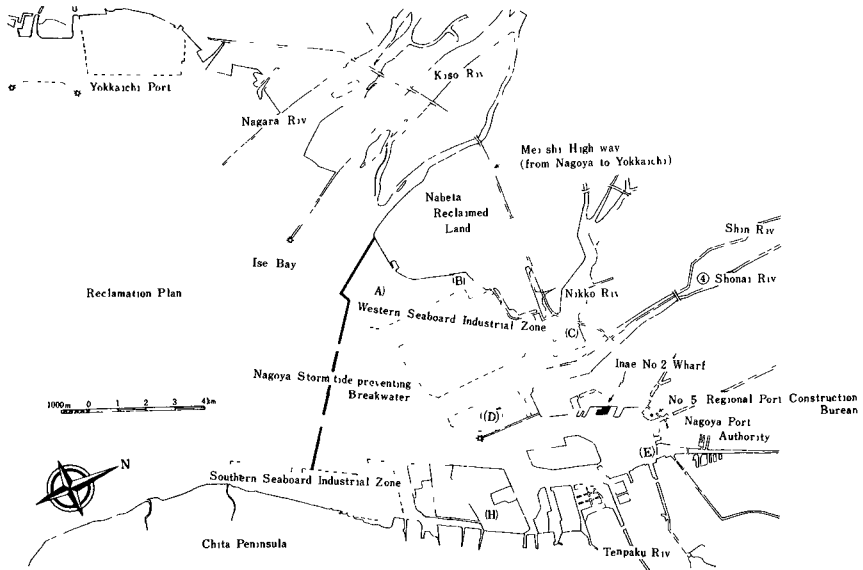 Yokkaichi Port
Kiso Riv
Nagara Riv
Meishi High way
(from Nagoya to Yokkaichi)
Nabeta
Reclaimed
Land
Shin Riv
Ise Bay
④ Shonai Riv
Reclamation Plan
A)
(B)
Nikko Riv
Western Seaboard Industrial Zone
(C)
Inae No 2 Wharf
Nagoya Storm tide preventing
Breakwater
1000m 0 1 2 3 4km
(D)
No 5 Regional Port Construction
Bureau
Nagoya Port
Authority
(E)
N
Southern Seaboard Industrial Zone
(H)
Chita Peninsula
Tenpaku Riv